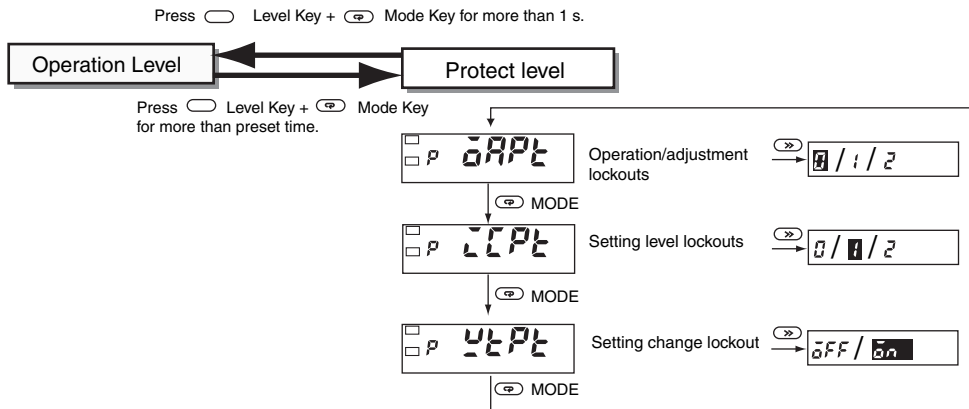 Press Level Key + Mode Key for more than 1 s.
Operation Level
Protect level
Press Level Key + Mode Key
for more than preset time.
P oAPt
Operation/adjustment
lockouts
0 / 1 / 2
MODE
P iCPt
Setting level lockouts
0 / 1 / 2
MODE
P wtPt
Setting change lockout
oFF / on
MODE